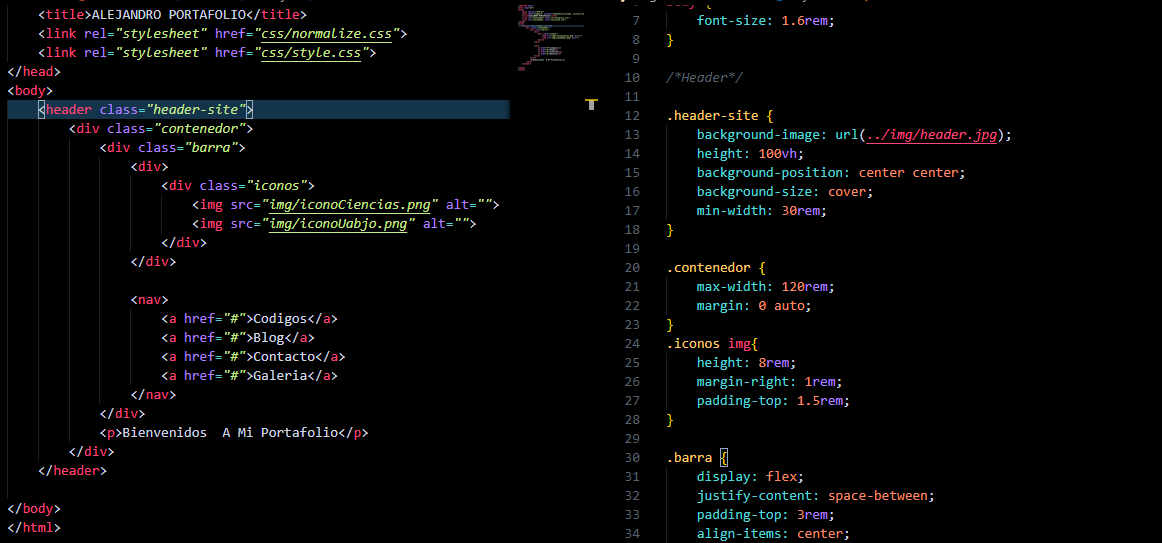 <title>ALEJANDRO PORTAFOLIO</title>
<link rel="stylesheet" href="css/normalize.css">
<link rel="stylesheet" href="css/style.css">
</head>
<body>
<header class="header-site">
<div class="contenedor">
<div class="barra">
<div>
<div class="iconos">
<img src="img/iconoCiencias.png" alt="">
<img src="img/iconoUabjo.png" alt="">
</div>
</div>
<nav>
<a href="#">Codigos</a>
<a href="#">Blog</a>
<a href="#">Contacto</a>
<a href="#">Galeria</a>
</nav>
</div>
<p>Bienvenidos  A Mi Portafolio</p>
</div>
</header>
</body>
</html>
7 font-size: 1.6rem;
8 }
9
10 /*Header*/
11
12 .header-site {
13 background-image: url(../img/header.jpg);
14 height: 100vh;
15 background-position: center center;
16 background-size: cover;
17 min-width: 30rem;
18 }
19
20 .contenedor {
21 max-width: 120rem;
22 margin: 0 auto;
23 }
24 .iconos img{
25 height: 8rem;
26 margin-right: 1rem;
27 padding-top: 1.5rem;
28 }
29
30 .barra {
31 display: flex;
32 justify-content: space-between;
33 padding-top: 3rem;
34 align-items: center;